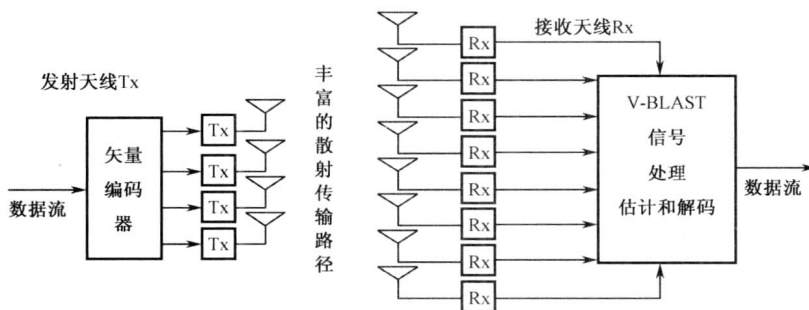 发射天线Tx
数据流
矢量
编码
器
Tx
Tx
Tx
Tx
丰富的散射传输路径
接收天线Rx
Rx
Rx
Rx
Rx
Rx
Rx
Rx
Rx
V-BLAST
信号
处理
估计和解码
数据流